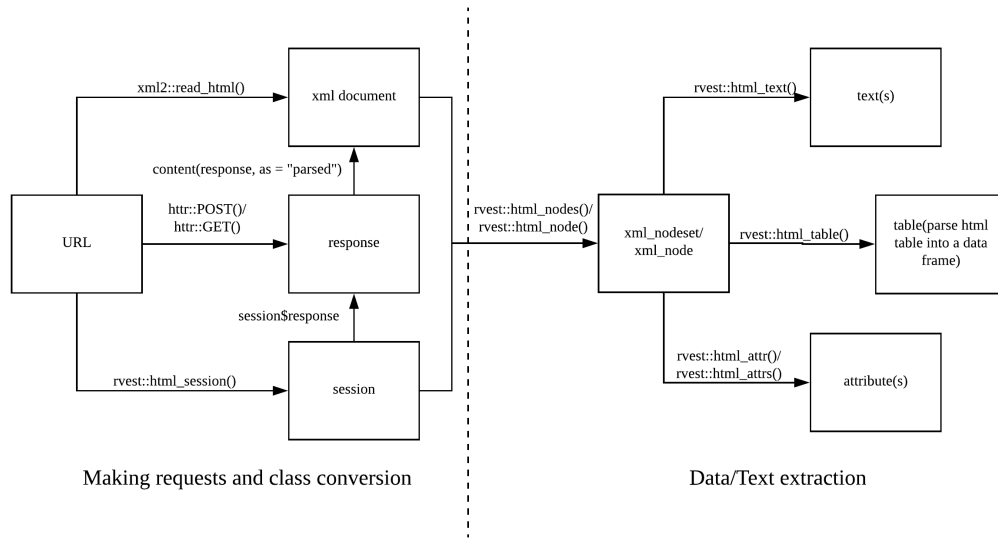 xml2::read_html()
xml document
content(response, as = "parsed")
URL
httr::POST()/
httr::GET()
response
session$response
rvest::html_session()
session
Making requests and class conversion
rvest::html_nodes()/
rvest::html_node()
xml_nodeset/
xml_node
rvest::html_text()
text(s)
rvest::html_table()
table(parse html
table into a data
frame)
rvest::html_attr()/
rvest::html_attrs()
attribute(s)
Data/Text extraction